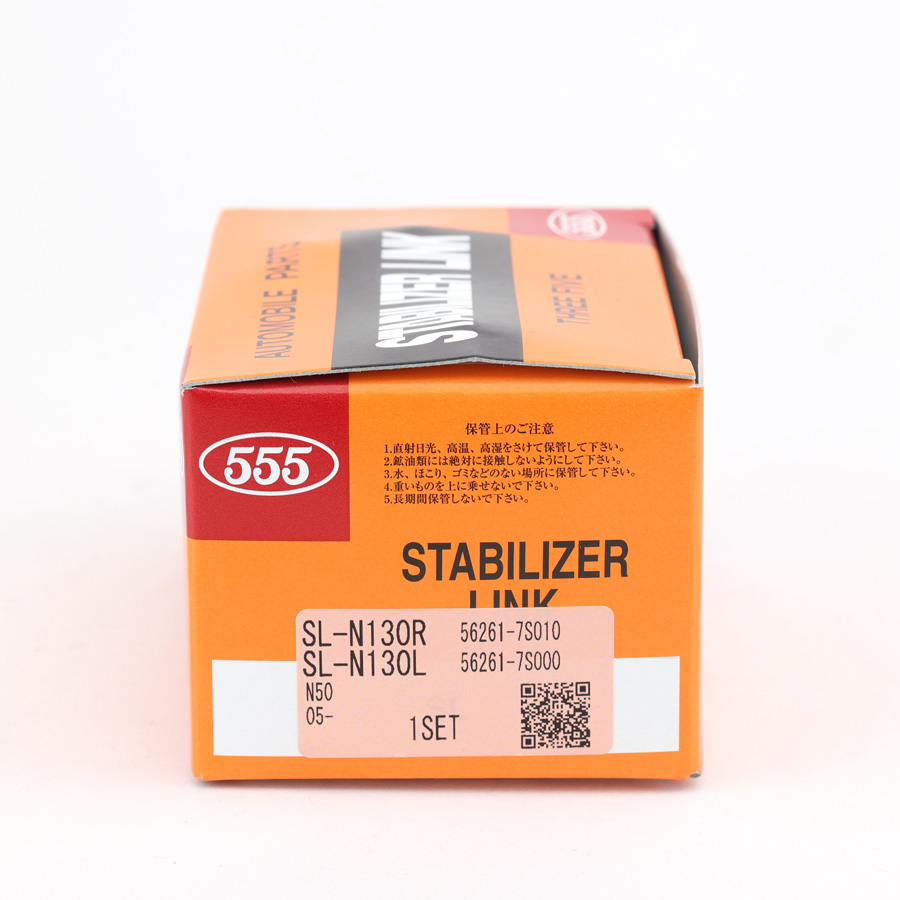 AUTOMOBILE PARTS
STABILIZER LINK
THREE FIVE
555
保管上のご注意
1.直射日光、高温、高湿をさけて保管して下さい。
2.鉱油類には絶対に接触しないようにして下さい。
3.水、ほこり、ゴミなどのない場所に保管して下さい。
4.重いものを上に乗せないで下さい。
5.長期間保管しないで下さい。
STABILIZER
LINK
SL-N130R 56261-7S010
SL-N130L 56261-7S000
N50
05-
1SET